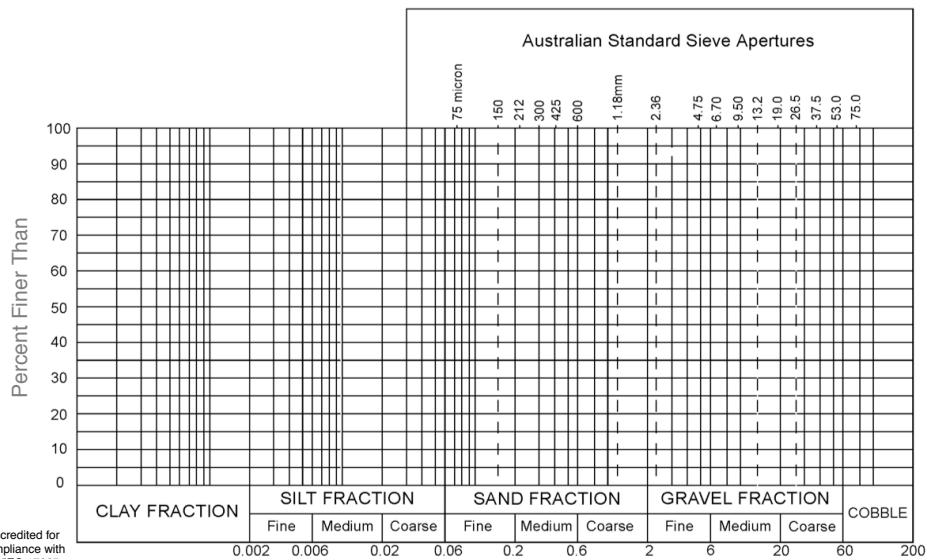 Australian Standard Sieve Apertures
75 micron
150
212
300
425
600
1.18mm
2.36
4.75
6.70
9.50
13.2
19.0
26.5
37.5
53.0
75.0
Percent Finer Than
100
90
80
70
60
50
40
30
20
10
0
CLAY FRACTION
SILT FRACTION
SAND FRACTION
GRAVEL FRACTION
COBBLE
Fine
Medium
Coarse
Fine
Medium
Coarse
Fine
Medium
Coarse
0.002
0.006
0.02
0.06
0.2
0.6
2
6
20
60
200
credited for
mpliance with